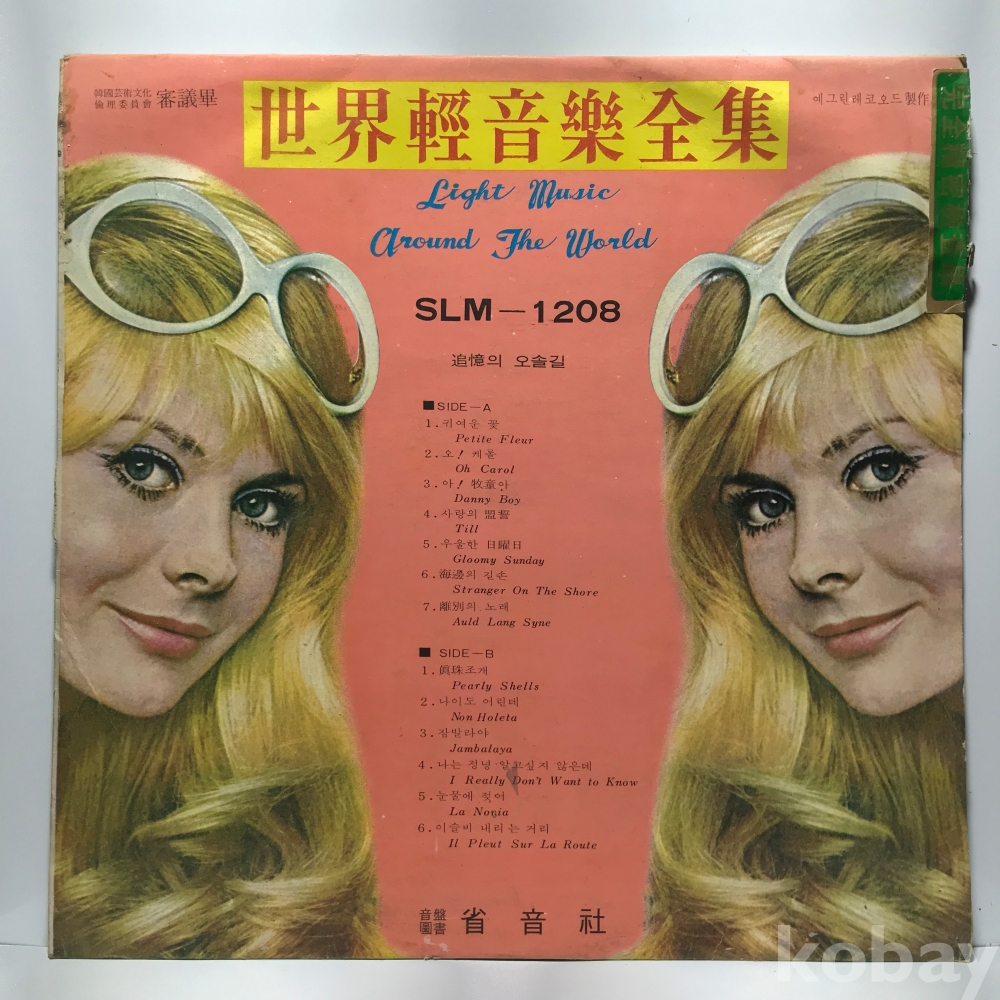 韓國芸術文化
倫理委員會 審議畢
世界輕音樂全集
예그린레코오드製作
Light Music
Around The World
SLM—1208
追憶의 오솔길
■SIDE—A
1.귀여운 꽃
Petite Fleur
2.오! 케롤
Oh Carol
3.아! 牧童아
Danny Boy
4.사랑의 盟誓
Till
5.우울한 日曜日
Gloomy Sunday
6.海邊의 길손
Stranger On The Shore
7.離別의 노래
Auld Lang Syne
■ SIDE—B
1.眞珠조개
Pearly Shells
2.나이도 어린데
Non Holeta
3.잠발라야
Jambalaya
4.나는 정녕 알고싶지 않은데
I Really Don't Want to Know
5.눈물에 젖어
La Novia
6.이슬비 내리는 거리
Il Pleut Sur La Route
音盤
圖書 省音社
kobay